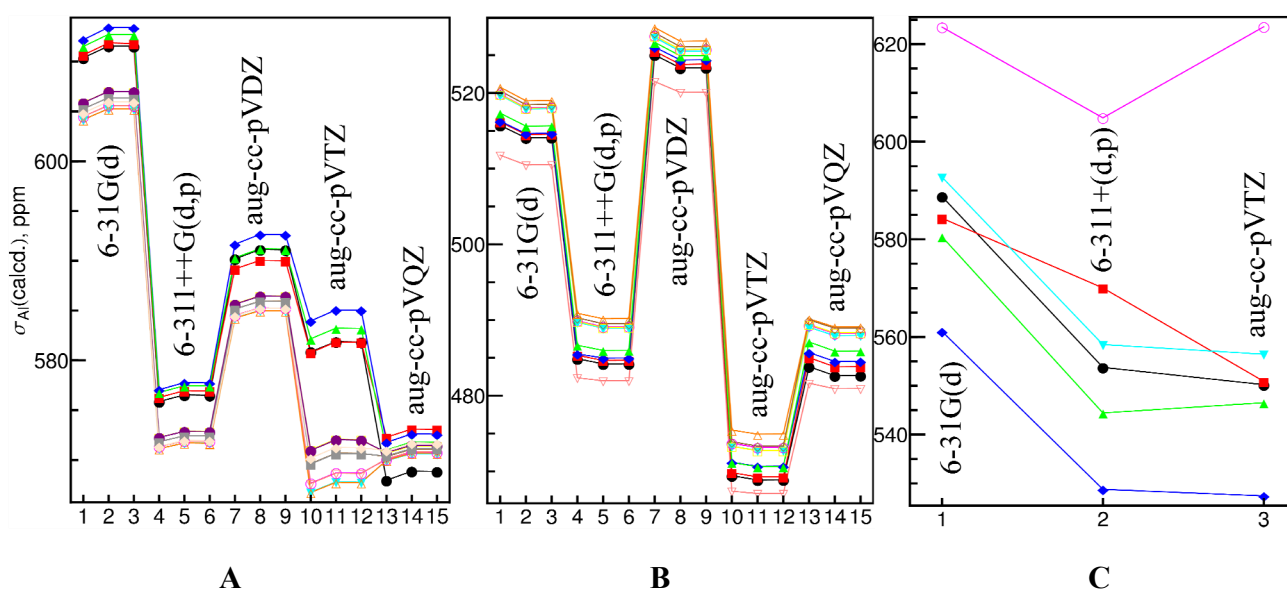 σAl(calcd.), ppm
600
580
6-31G(d)
6-311++G(d,p)
aug-cc-pVDZ
aug-cc-pVTZ
aug-cc-pVQZ
1 2 3 4 5 6 7 8 9 10 11 12 13 14 15
A
520
500
480
6-31G(d)
6-311++G(d,p)
aug-cc-pVDZ
aug-cc-pVTZ
aug-cc-pVQZ
1 2 3 4 5 6 7 8 9 10 11 12 13 14 15
B
620
600
580
560
540
6-31G(d)
6-311+(d,p)
aug-cc-pVTZ
1 2 3
C